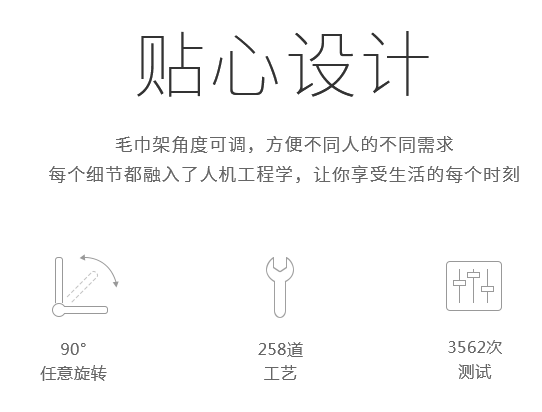 贴心设计
毛巾架角度可调，方便不同人的不同需求
每个细节都融入了人机工程学，让你享受生活的每个时刻
90°
任意旋转
258道
工艺
3562次
测试